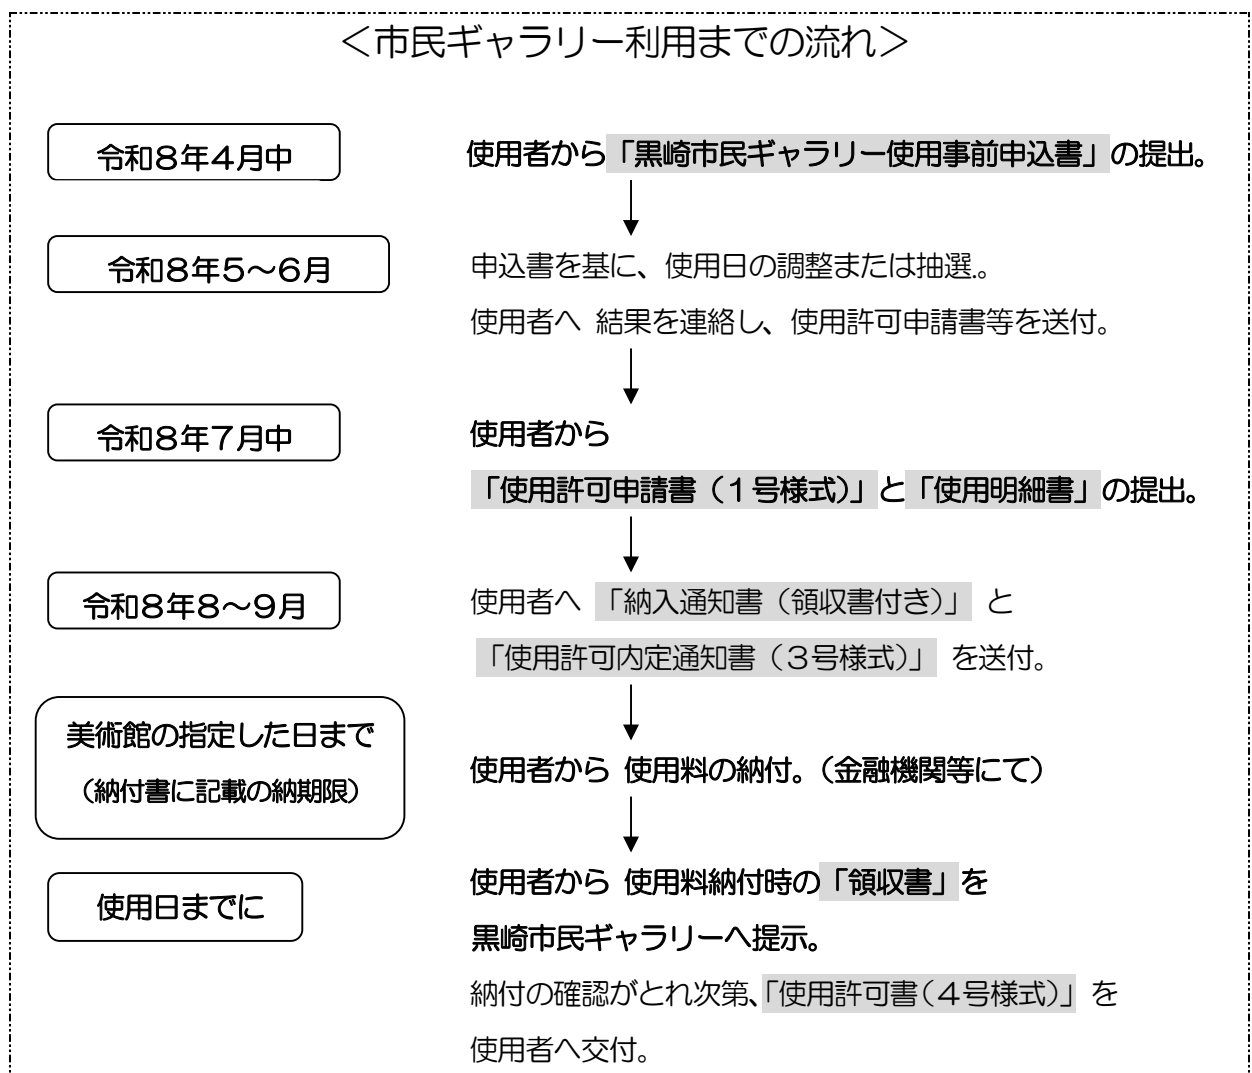 ＜市民ギャラリー利用までの流れ＞
令和８年４月中
使用者から「黒崎市民ギャラリー使用事前申込書」の提出。
令和８年５～６月
申込書を基に、使用日の調整または抽選.。
使用者へ 結果を連絡し、使用許可申請書等を送付。
令和８年７月中
使用者から
「使用許可申請書（１号様式）」と「使用明細書」の提出。
令和８年８～９月
使用者へ 「納入通知書（領収書付き）」 と
「使用許可内定通知書（３号様式）」 を送付。
美術館の指定した日まで
（納付書に記載の納期限）
使用者から 使用料の納付。（金融機関等にて）
使用日までに
使用者から 使用料納付時の「領収書」を
黒崎市民ギャラリーへ提示。
納付の確認がとれ次第、「使用許可書（４号様式）」 を
使用者へ交付。